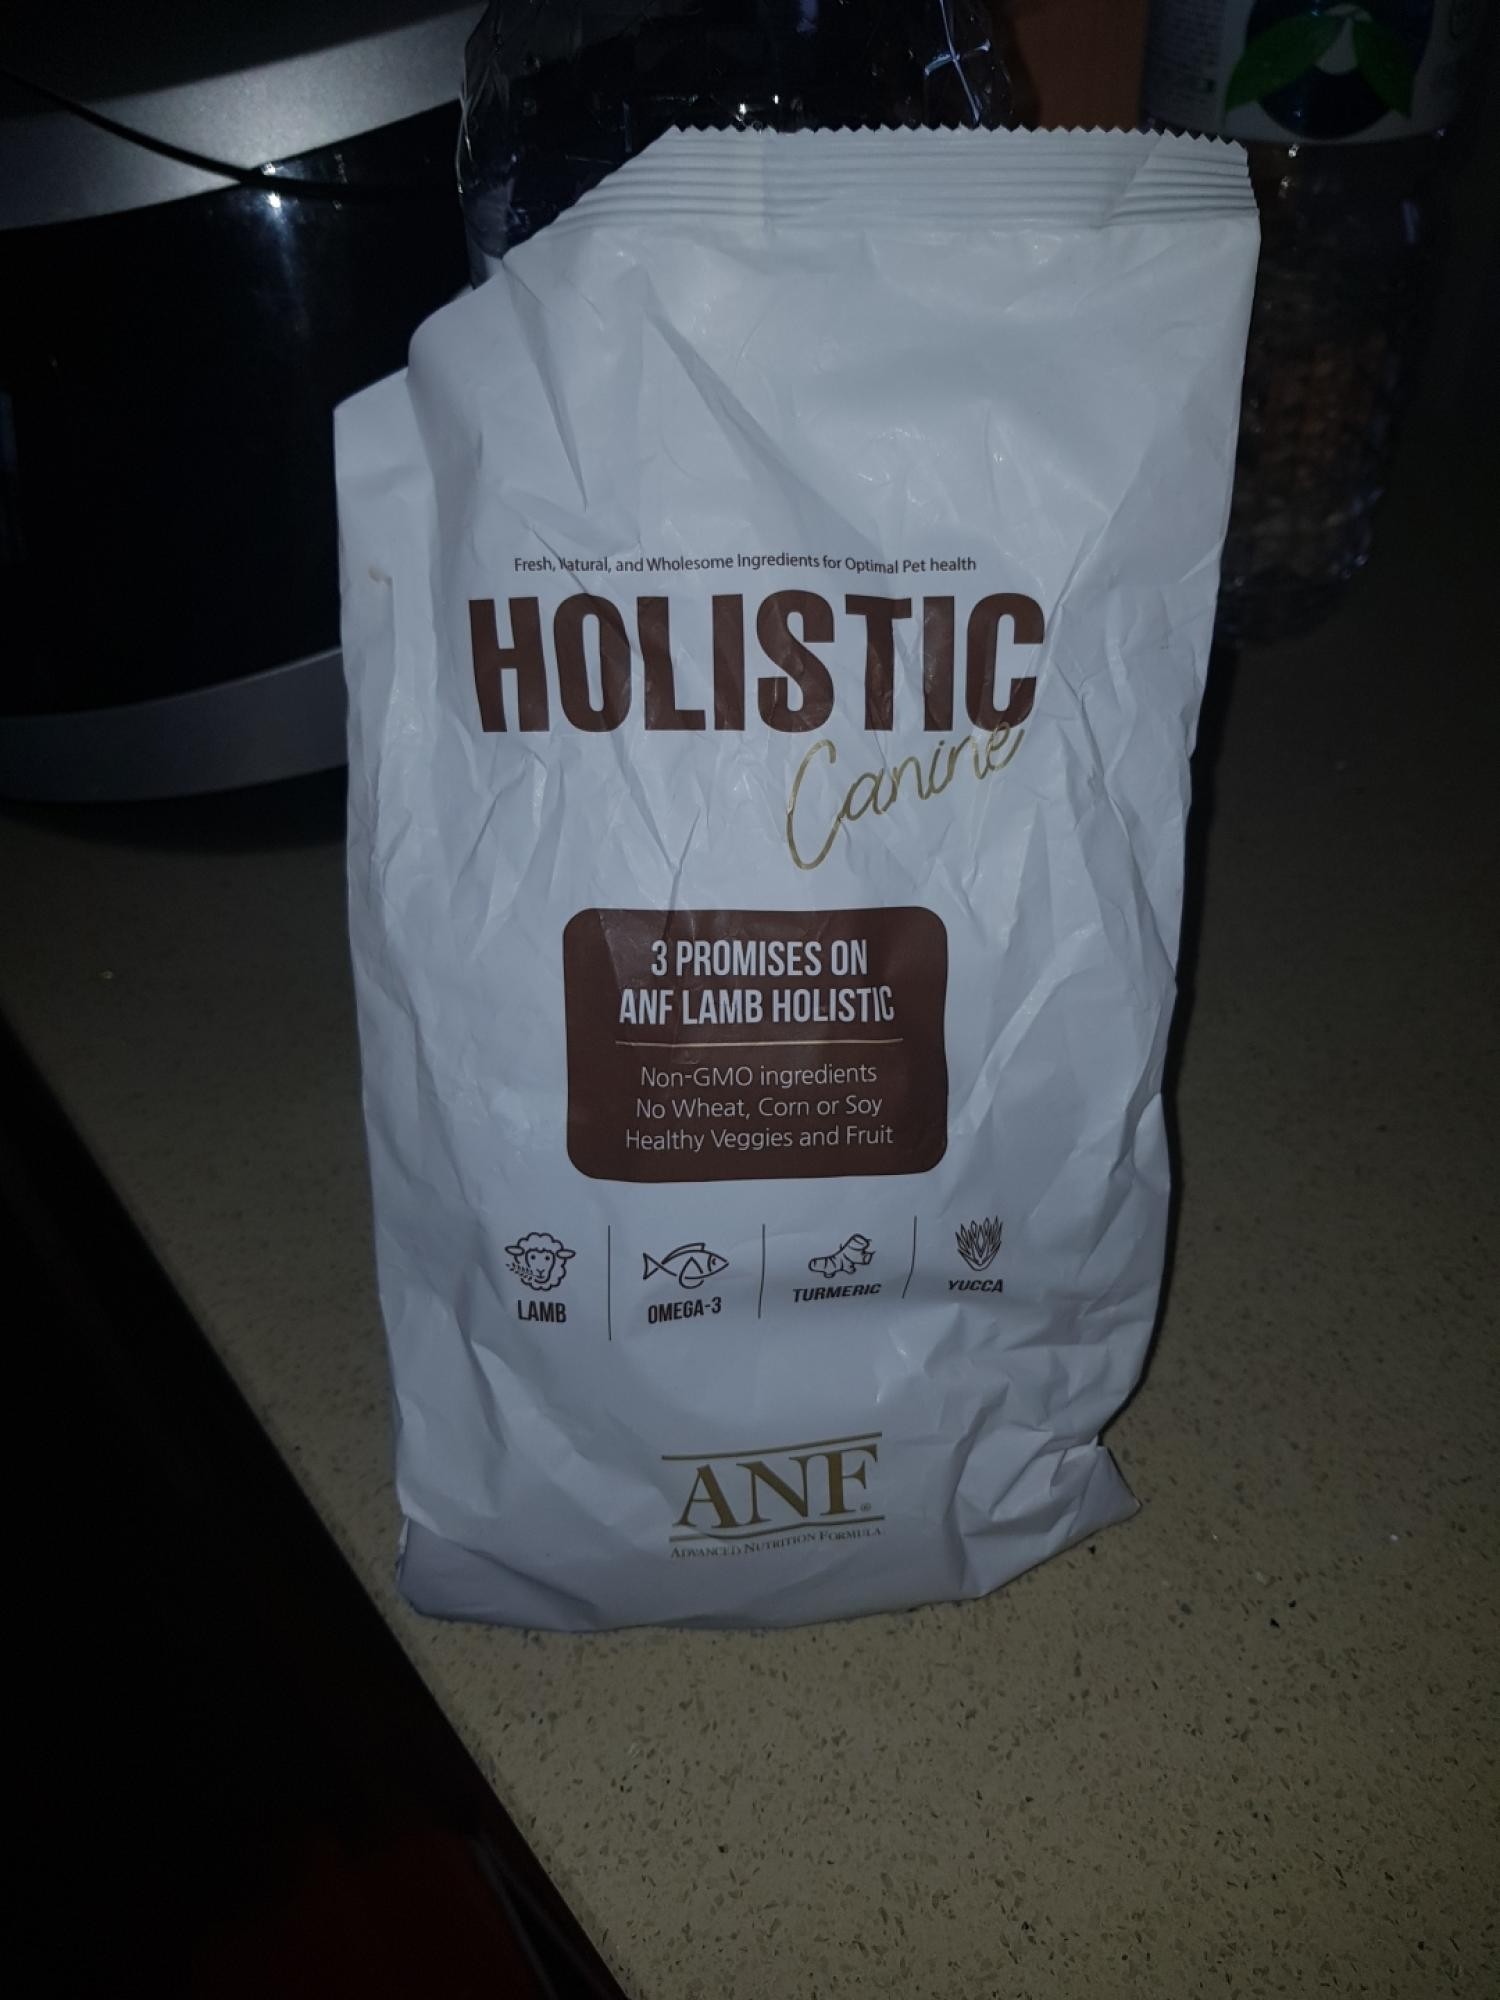 Fresh, Natural, and Wholesome Ingredients for Optimal Pet health
HOLISTIC
Canine
3 PROMISES ON
ANF LAMB HOLISTIC
Non-GMO ingredients
No Wheat, Corn or Soy
Healthy Veggies and Fruit
LAMB
OMEGA-3
TURMERIC
YUCCA
ANF®
ADVANCED NUTRITION FORMULA